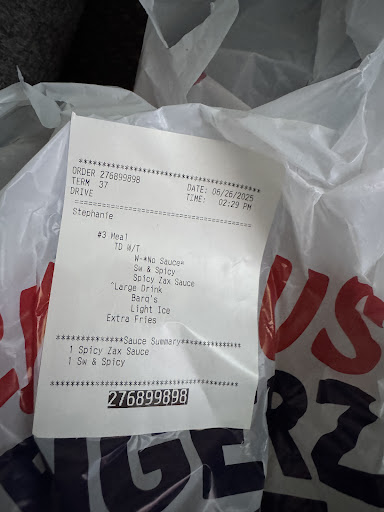 ************************************
ORDER 276899898 DATE: 06/26/2025
TERM 37 TIME: 02:29 PM
DRIVE
====================================
Stephanie
#3 Meal
TD W/T
W-*No Sauce*
Sw & Spicy
Spicy Zax Sauce
^Large Drink
Barq's
Light Ice
Extra Fries
*************Sauce Summary*************
1 Spicy Zax Sauce
1 Sw & Spicy
************************************
276899898
US
NGERZ